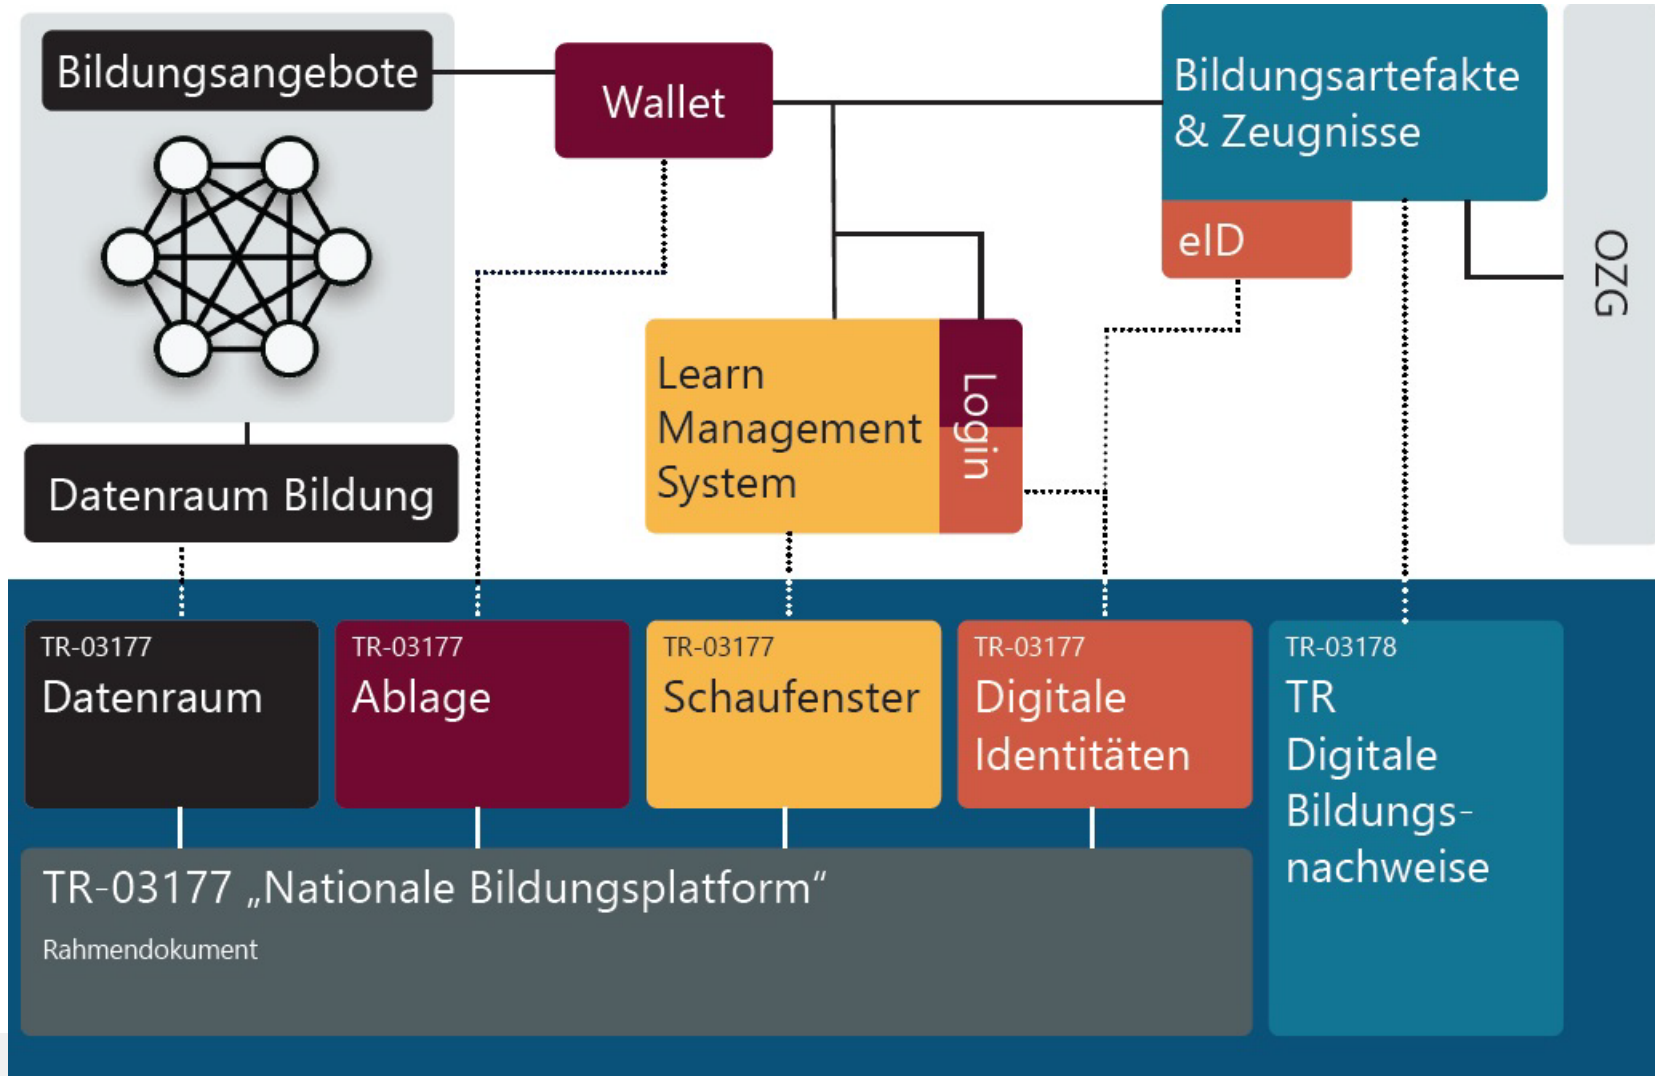 Bildungsangebote
Wallet
Bildungsartefakte
& Zeugnisse
eID
OZG
Learn
Management
System
Login
Datenraum Bildung
TR-03177
Datenraum
TR-03177
Ablage
TR-03177
Schaufenster
TR-03177
Digitale
Identitäten
TR-03178
TR
Digitale
Bildungs-
nachweise
TR-03177 „Nationale Bildungsplatform“
Rahmendokument